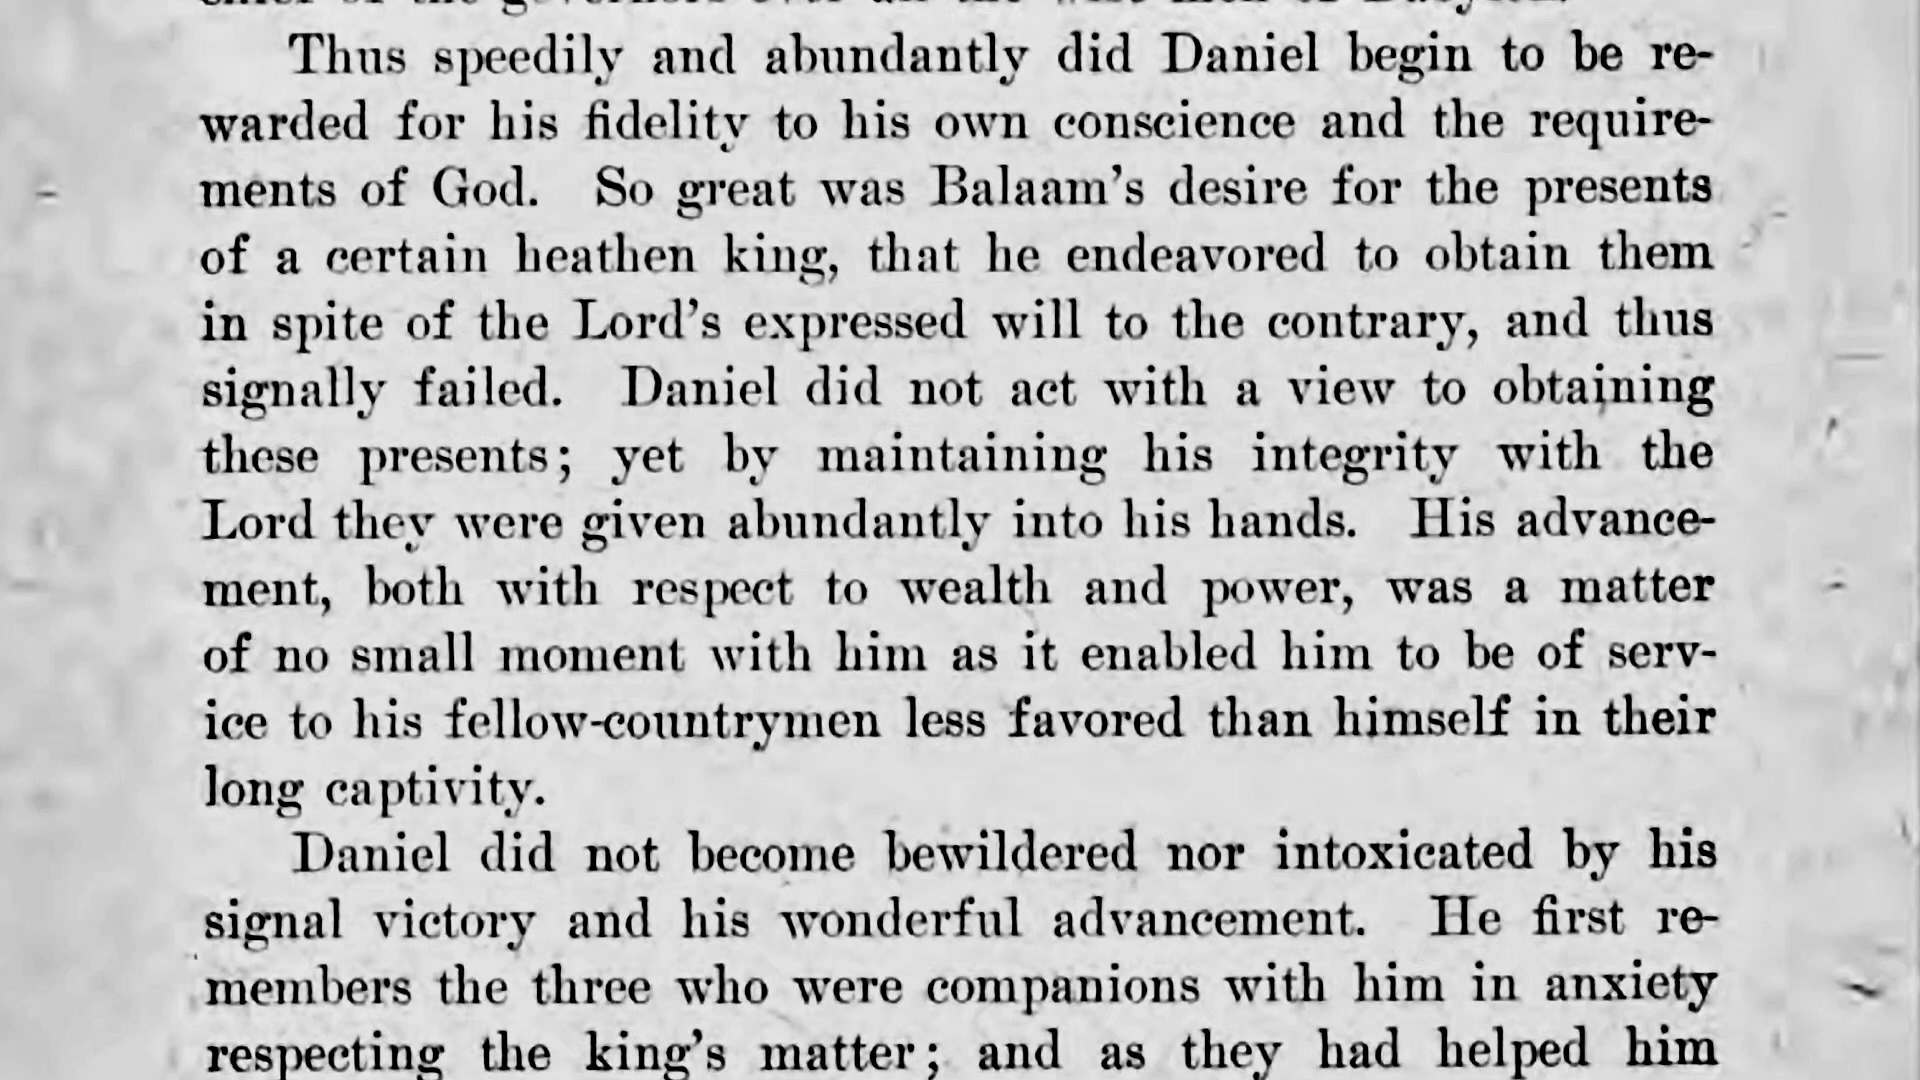 Thus speedily and abundantly did Daniel begin to be re-
warded for his fidelity to his own conscience and the require-
ments of God. So great was Balaam's desire for the presents
of a certain heathen king, that he endeavored to obtain them
in spite of the Lord's expressed will to the contrary, and thus
signally failed. Daniel did not act with a view to obtaining
these presents; yet by maintaining his integrity with the
Lord they were given abundantly into his hands. His advance-
ment, both with respect to wealth and power, was a matter
of no small moment with him as it enabled him to be of serv-
ice to his fellow-countrymen less favored than himself in their
long captivity.
Daniel did not become bewildered nor intoxicated by his
signal victory and his wonderful advancement. He first re-
members the three who were companions with him in anxiety
respecting the king's matter; and as they had helped him